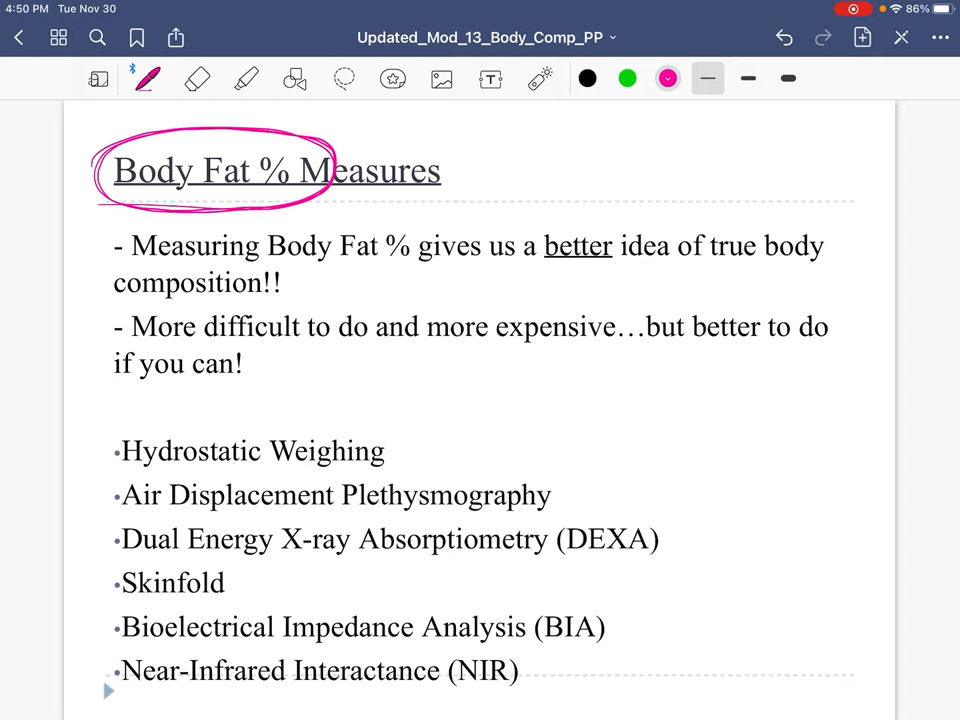 4:50 PM Tue Nov 30
86%
Updated_Mod_13_Body_Comp_PP
T
Body Fat % Measures
- Measuring Body Fat % gives us a better idea of true body
composition!!
- More difficult to do and more expensive…but better to do
if you can!
•Hydrostatic Weighing
•Air Displacement Plethysmography
•Dual Energy X-ray Absorptiometry (DEXA)
•Skinfold
•Bioelectrical Impedance Analysis (BIA)
•Near-Infrared Interactance (NIR)